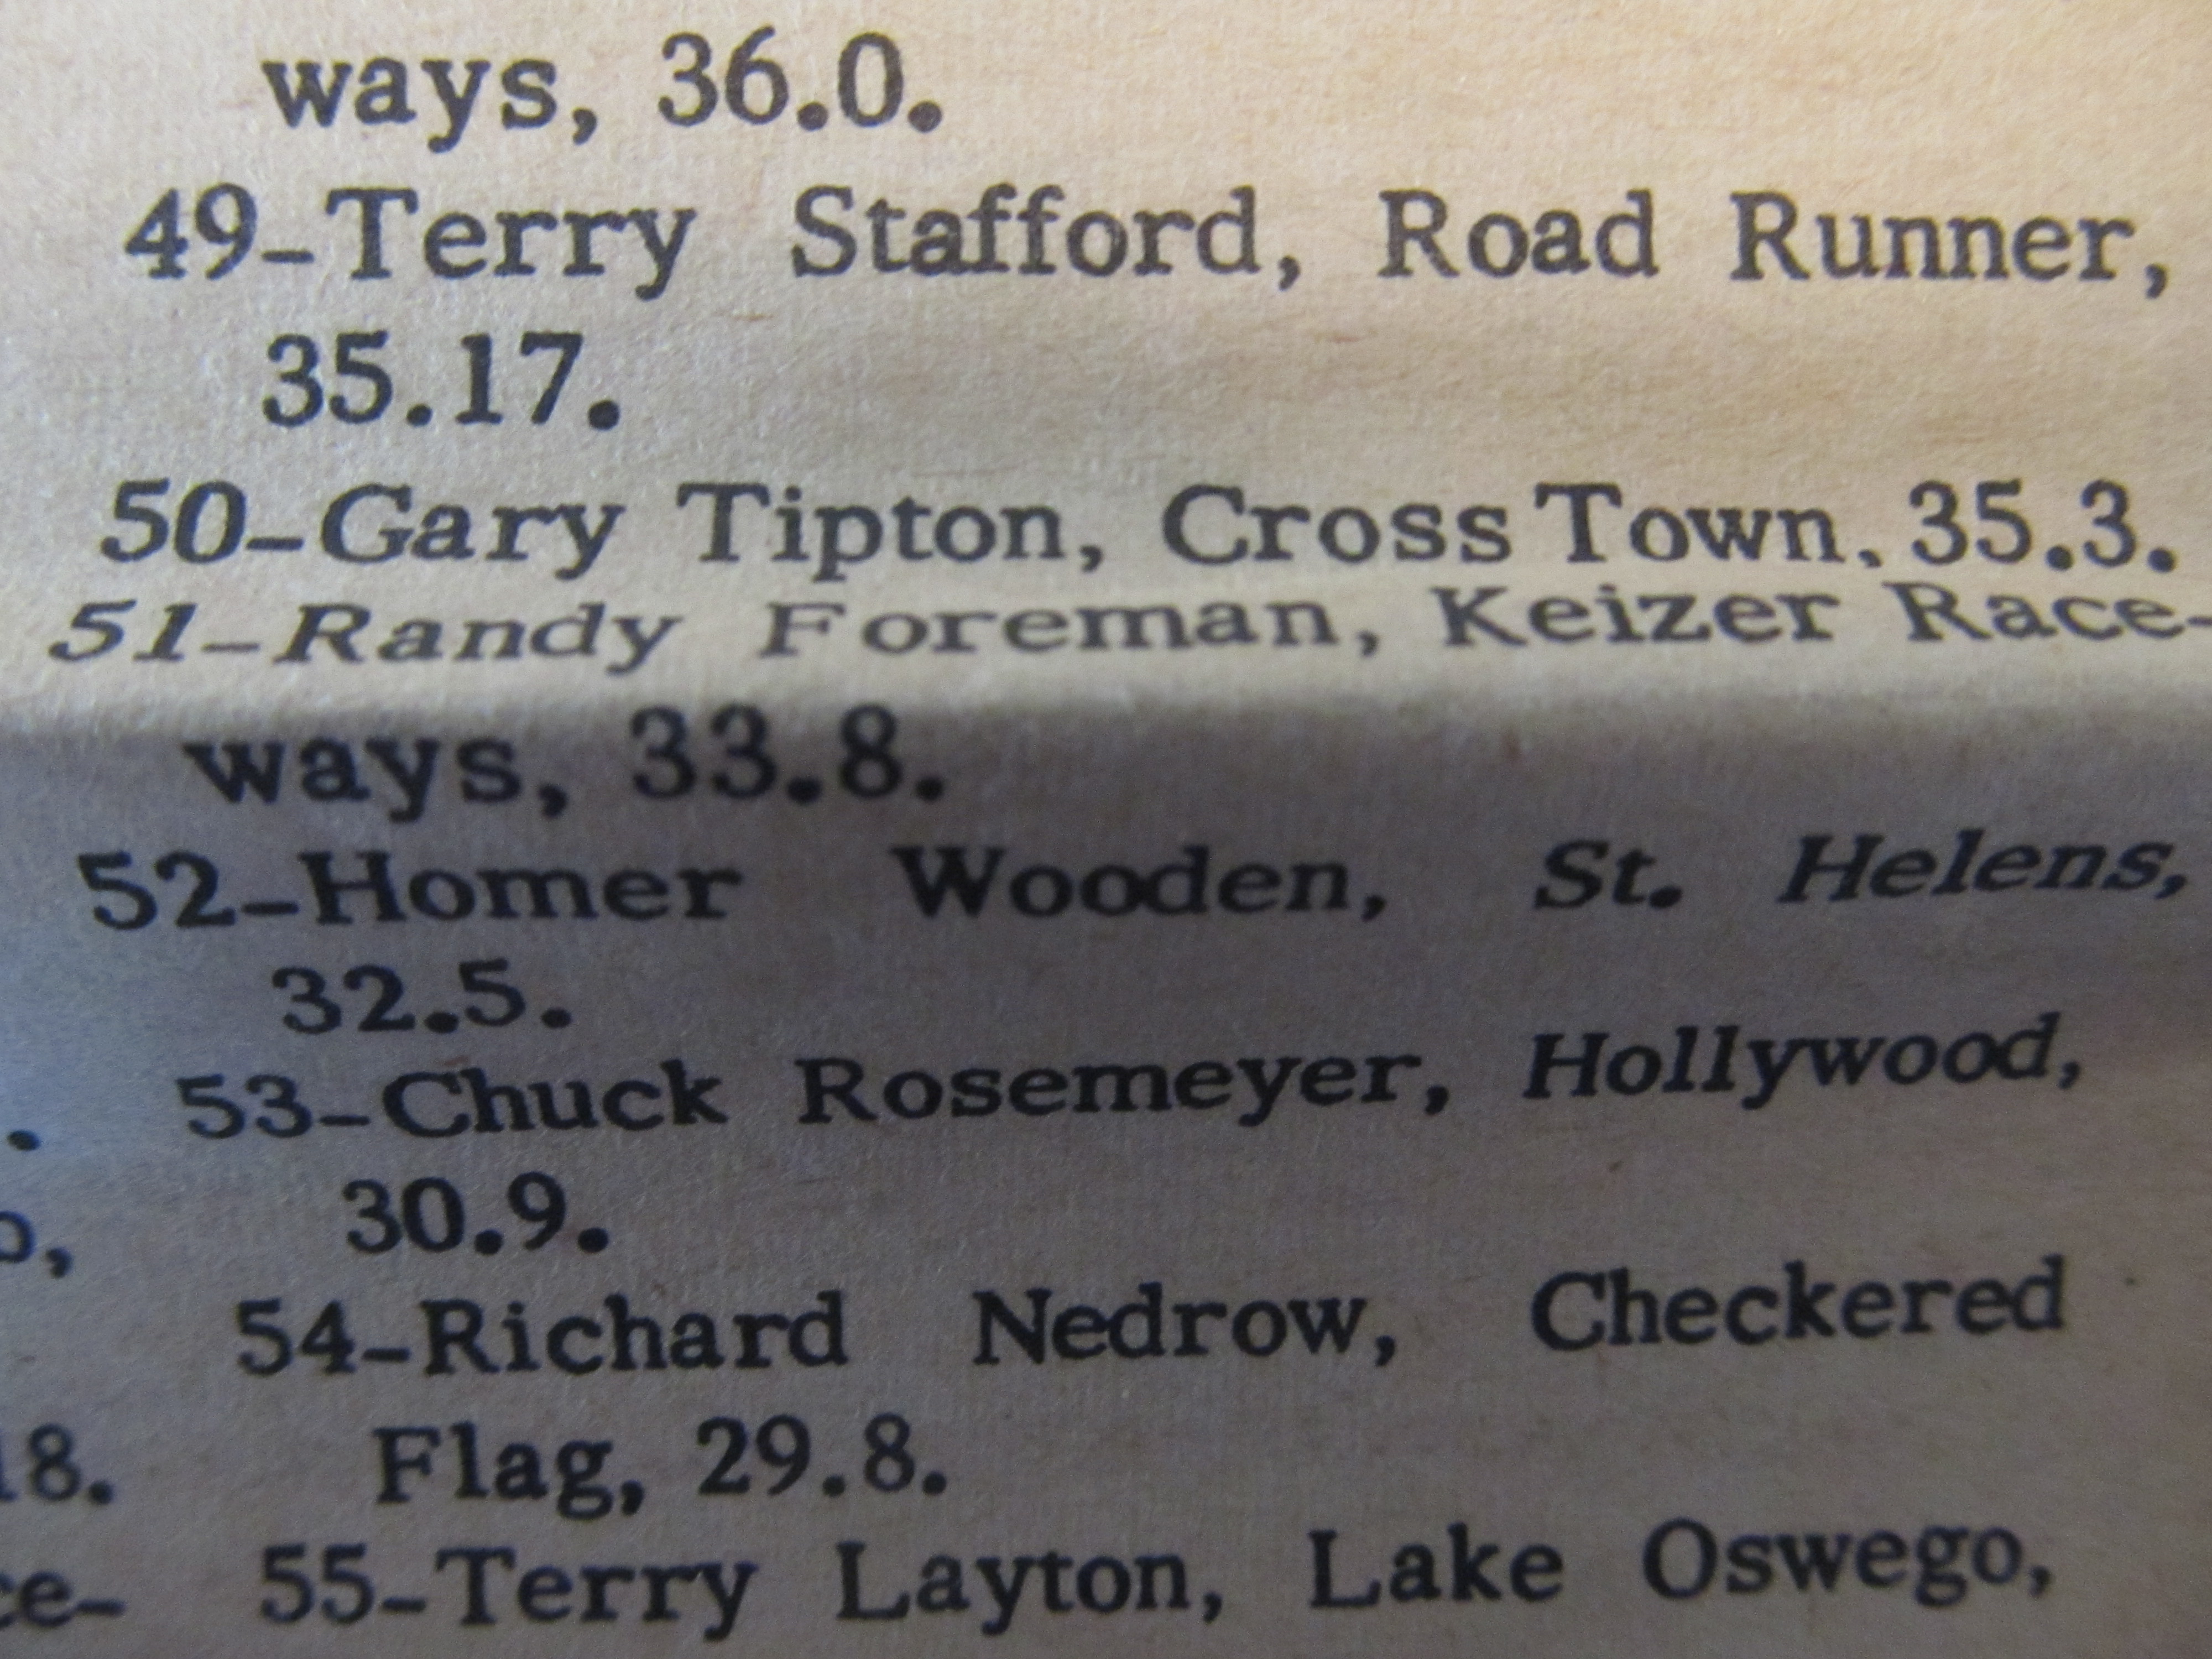 ways, 36.0.
49-Terry Stafford, Road Runner,
35.17.
50-Gary Tipton, Cross Town, 35.3.
51-Randy Foreman, Keizer Race-
ways, 33.8.
52-Homer Wooden, St. Helens,
32.5.
53-Chuck Rosemeyer, Hollywood,
30.9.
54-Richard Nedrow, Checkered
Flag, 29.8.
55-Terry Layton, Lake Oswego,